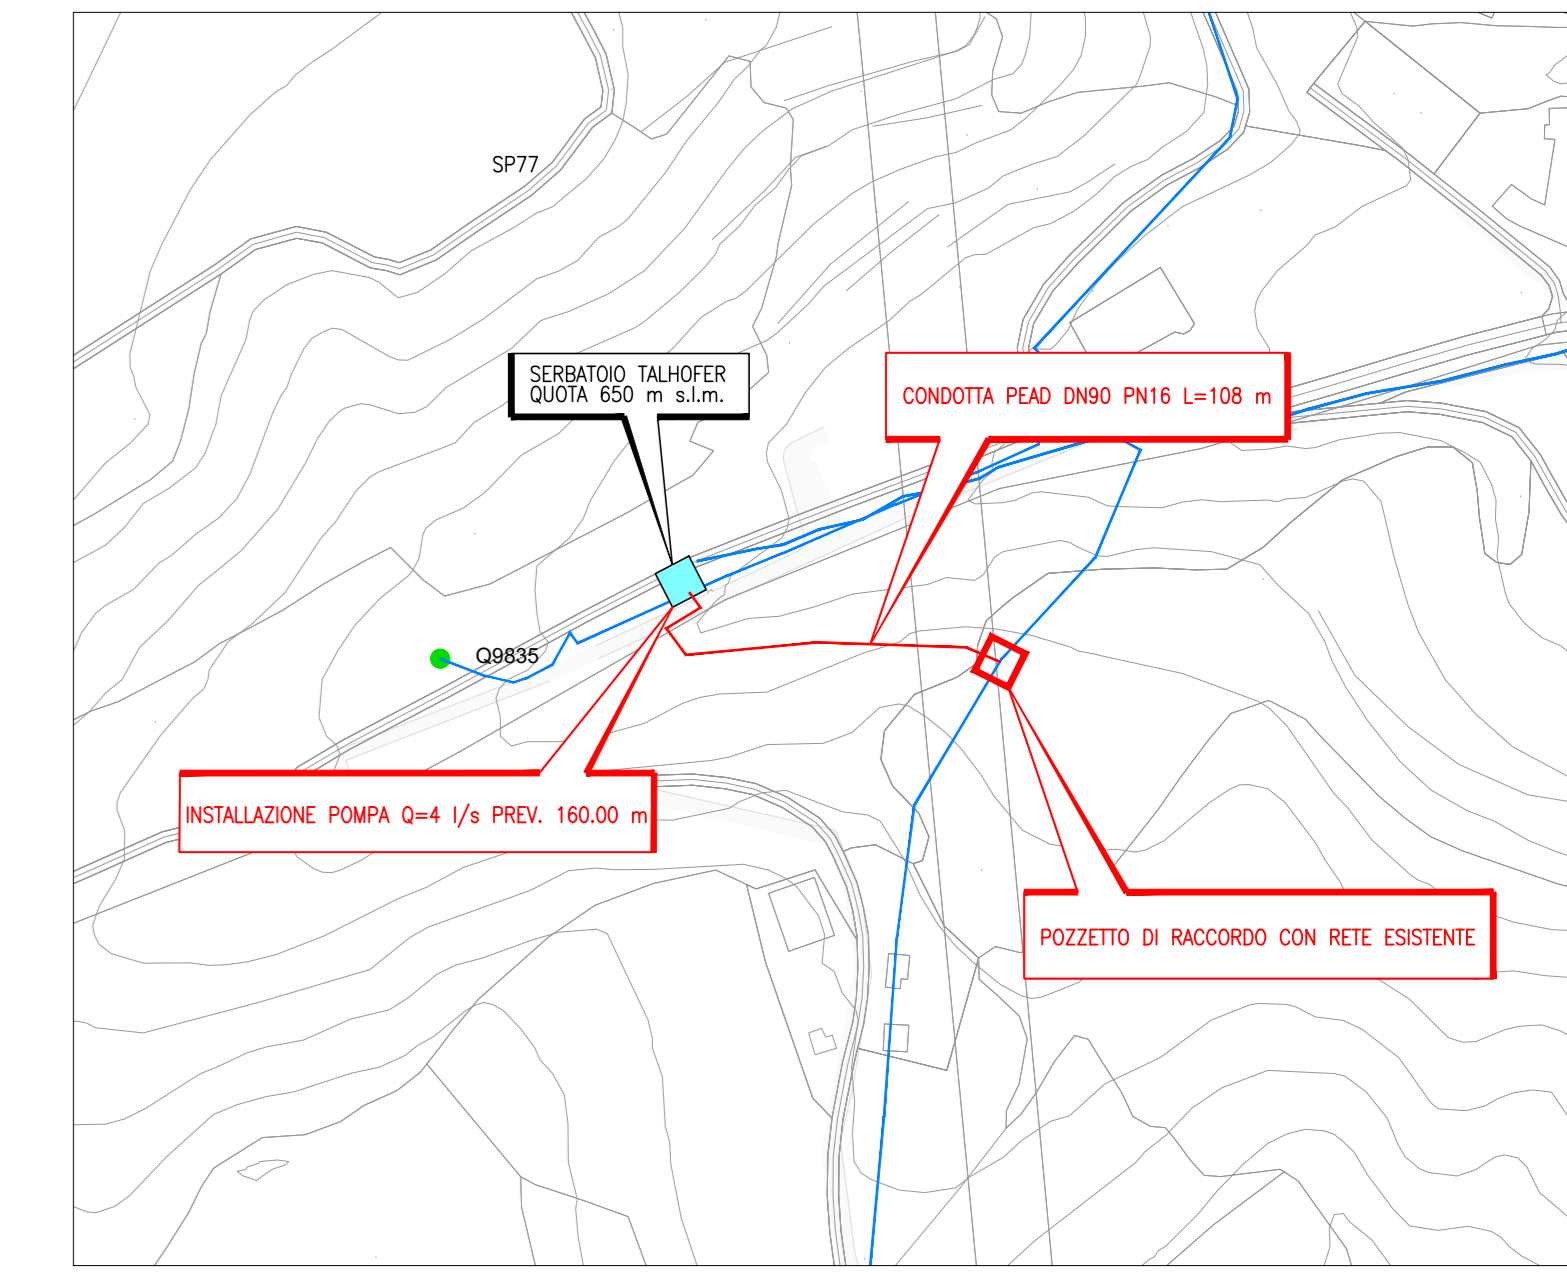 SP77
SERBATOIO TALHOFER
QUOTA 650 m s.l.m.
CONDOTTA PEAD DN90 PN16 L=108 m
Q9835
INSTALLAZIONE POMPA Q=4 l/s PREV. 160.00 m
POZZETTO DI RACCORDO CON RETE ESISTENTE